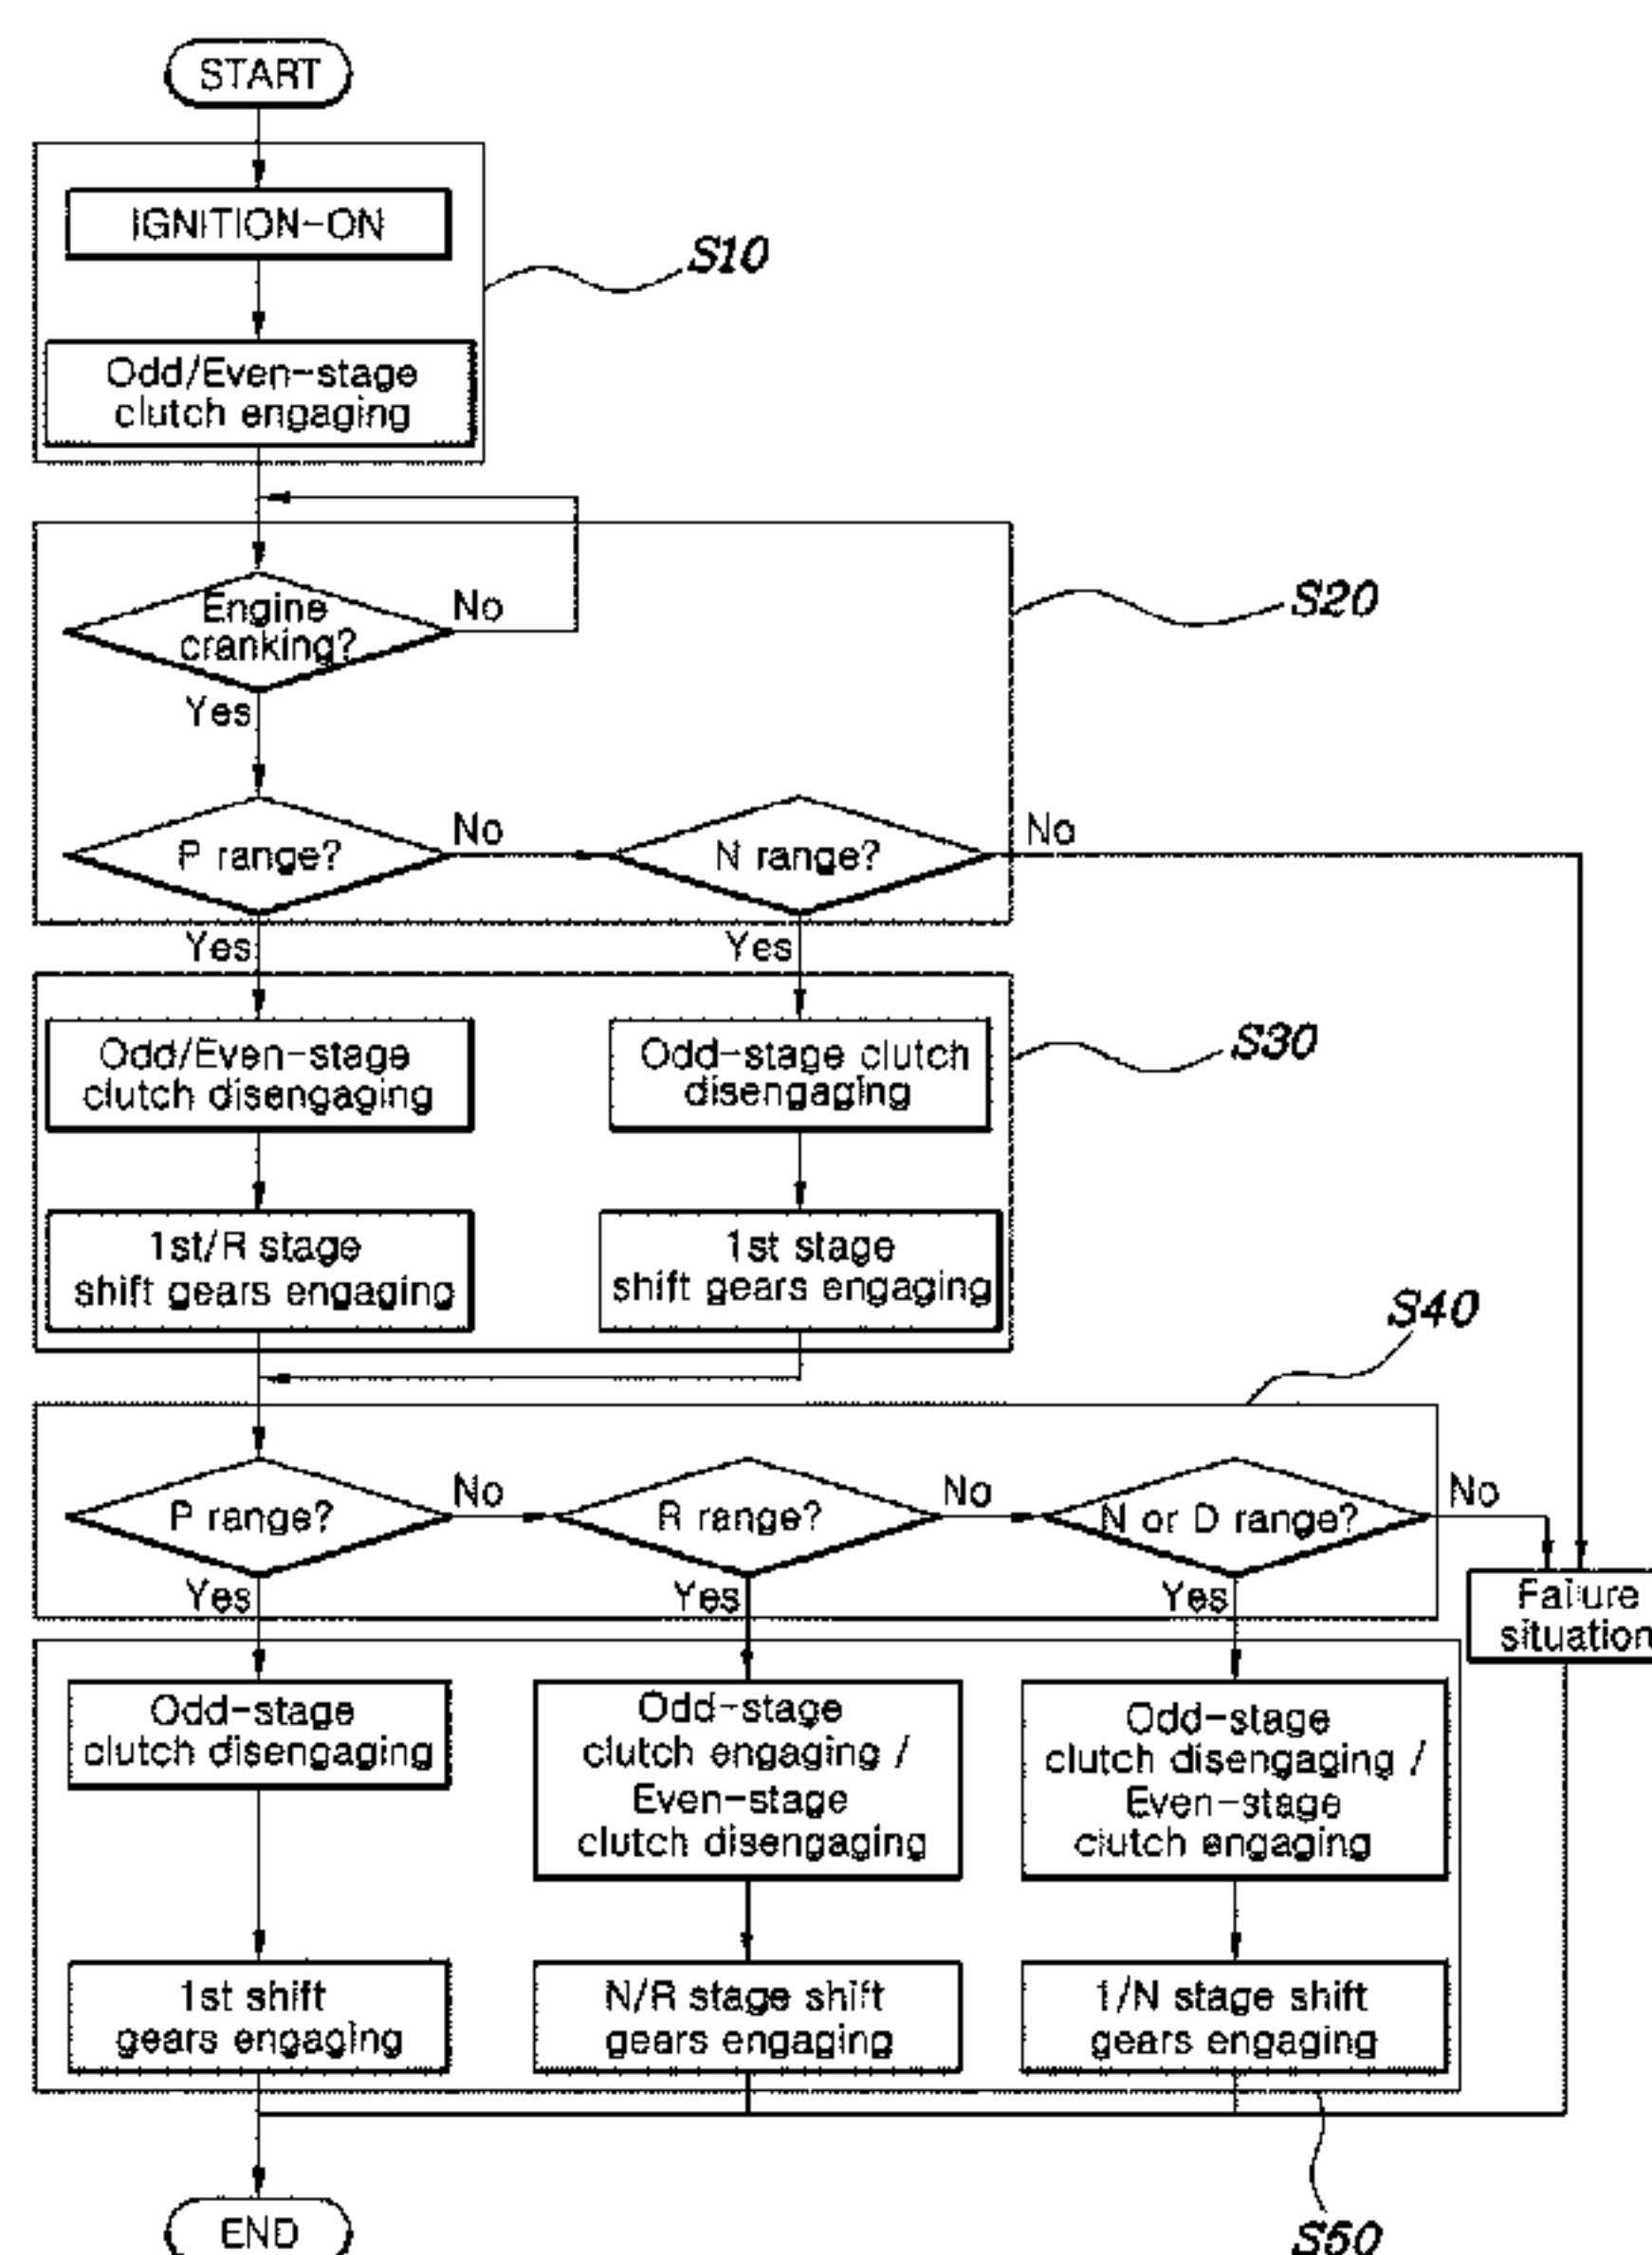 START
IGNITION-ON
S10
Odd/Even-stage
clutch engaging
Engine
cranking?
No
S20
Yes
P range?
No
N range?
No
Yes
Yes
Odd/Even-stage
clutch disengaging
Odd-stage clutch
disengaging
S30
1st/R stage
shift gears engaging
1st stage
shift gears engaging
S40
P range?
No
R range?
No
N or D range?
No
Yes
Yes
Yes
Failure
situation
Odd-stage
clutch disengaging
Odd-stage
clutch engaging /
Even-stage
clutch disengaging
Odd-stage
clutch disengaging /
Even-stage
clutch engaging
1st shift
gears engaging
N/R stage shift
gears engaging
1/N stage shift
gears engaging
END
S50